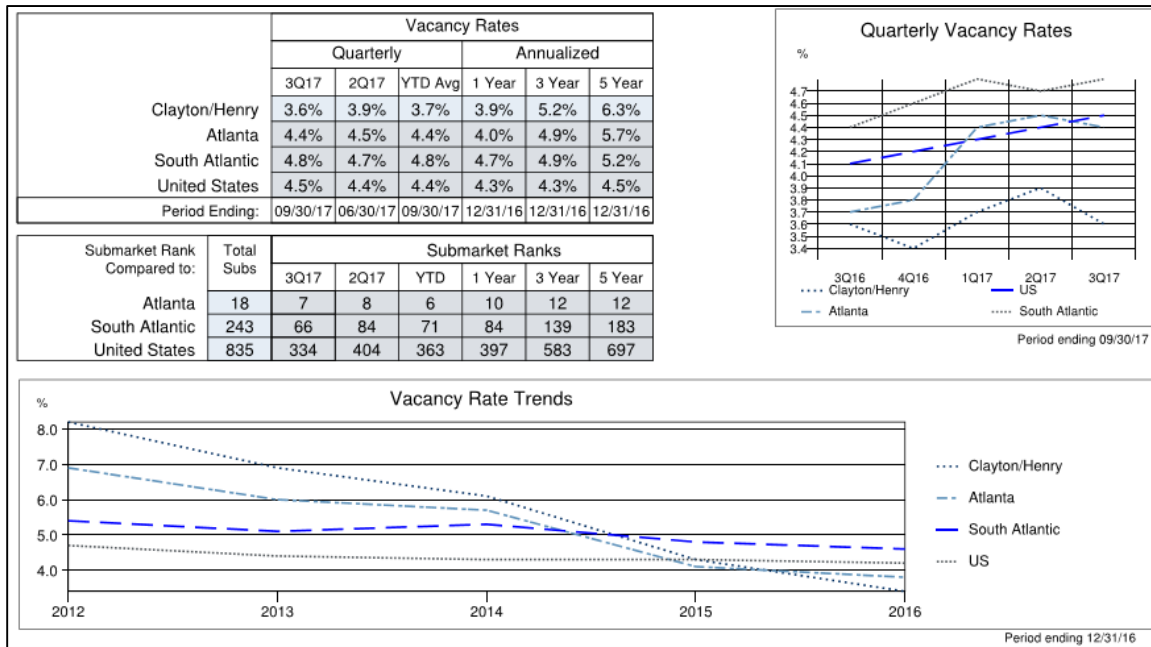 Vacancy Rates
Quarterly Annualized
3Q17 2Q17 YTD Avg 1 Year 3 Year 5 Year
Clayton/Henry 3.6% 3.9% 3.7% 3.9% 5.2% 6.3%
Atlanta 4.4% 4.5% 4.4% 4.0% 4.9% 5.7%
South Atlantic 4.8% 4.7% 4.8% 4.7% 4.9% 5.2%
United States 4.5% 4.4% 4.4% 4.3% 4.3% 4.5%
Period Ending: 09/30/17 06/30/17 09/30/17 12/31/16 12/31/16 12/31/16
Submarket Rank Compared to: Total Subs Submarket Ranks
3Q17 2Q17 YTD 1 Year 3 Year 5 Year
Atlanta 18 7 8 6 10 12 12
South Atlantic 243 66 84 71 84 139 183
United States 835 334 404 363 397 583 697
Quarterly Vacancy Rates
%
4.7
4.6
4.5
4.4
4.3
4.2
4.1
4.0
3.9
3.8
3.7
3.6
3.5
3.4
3Q16 4Q16 1Q17 2Q17 3Q17
Clayton/Henry US
Atlanta South Atlantic
Period ending 09/30/17
Vacancy Rate Trends
%
8.0
7.0
6.0
5.0
4.0
2012 2013 2014 2015 2016
Clayton/Henry
Atlanta
South Atlantic
US
Period ending 12/31/16